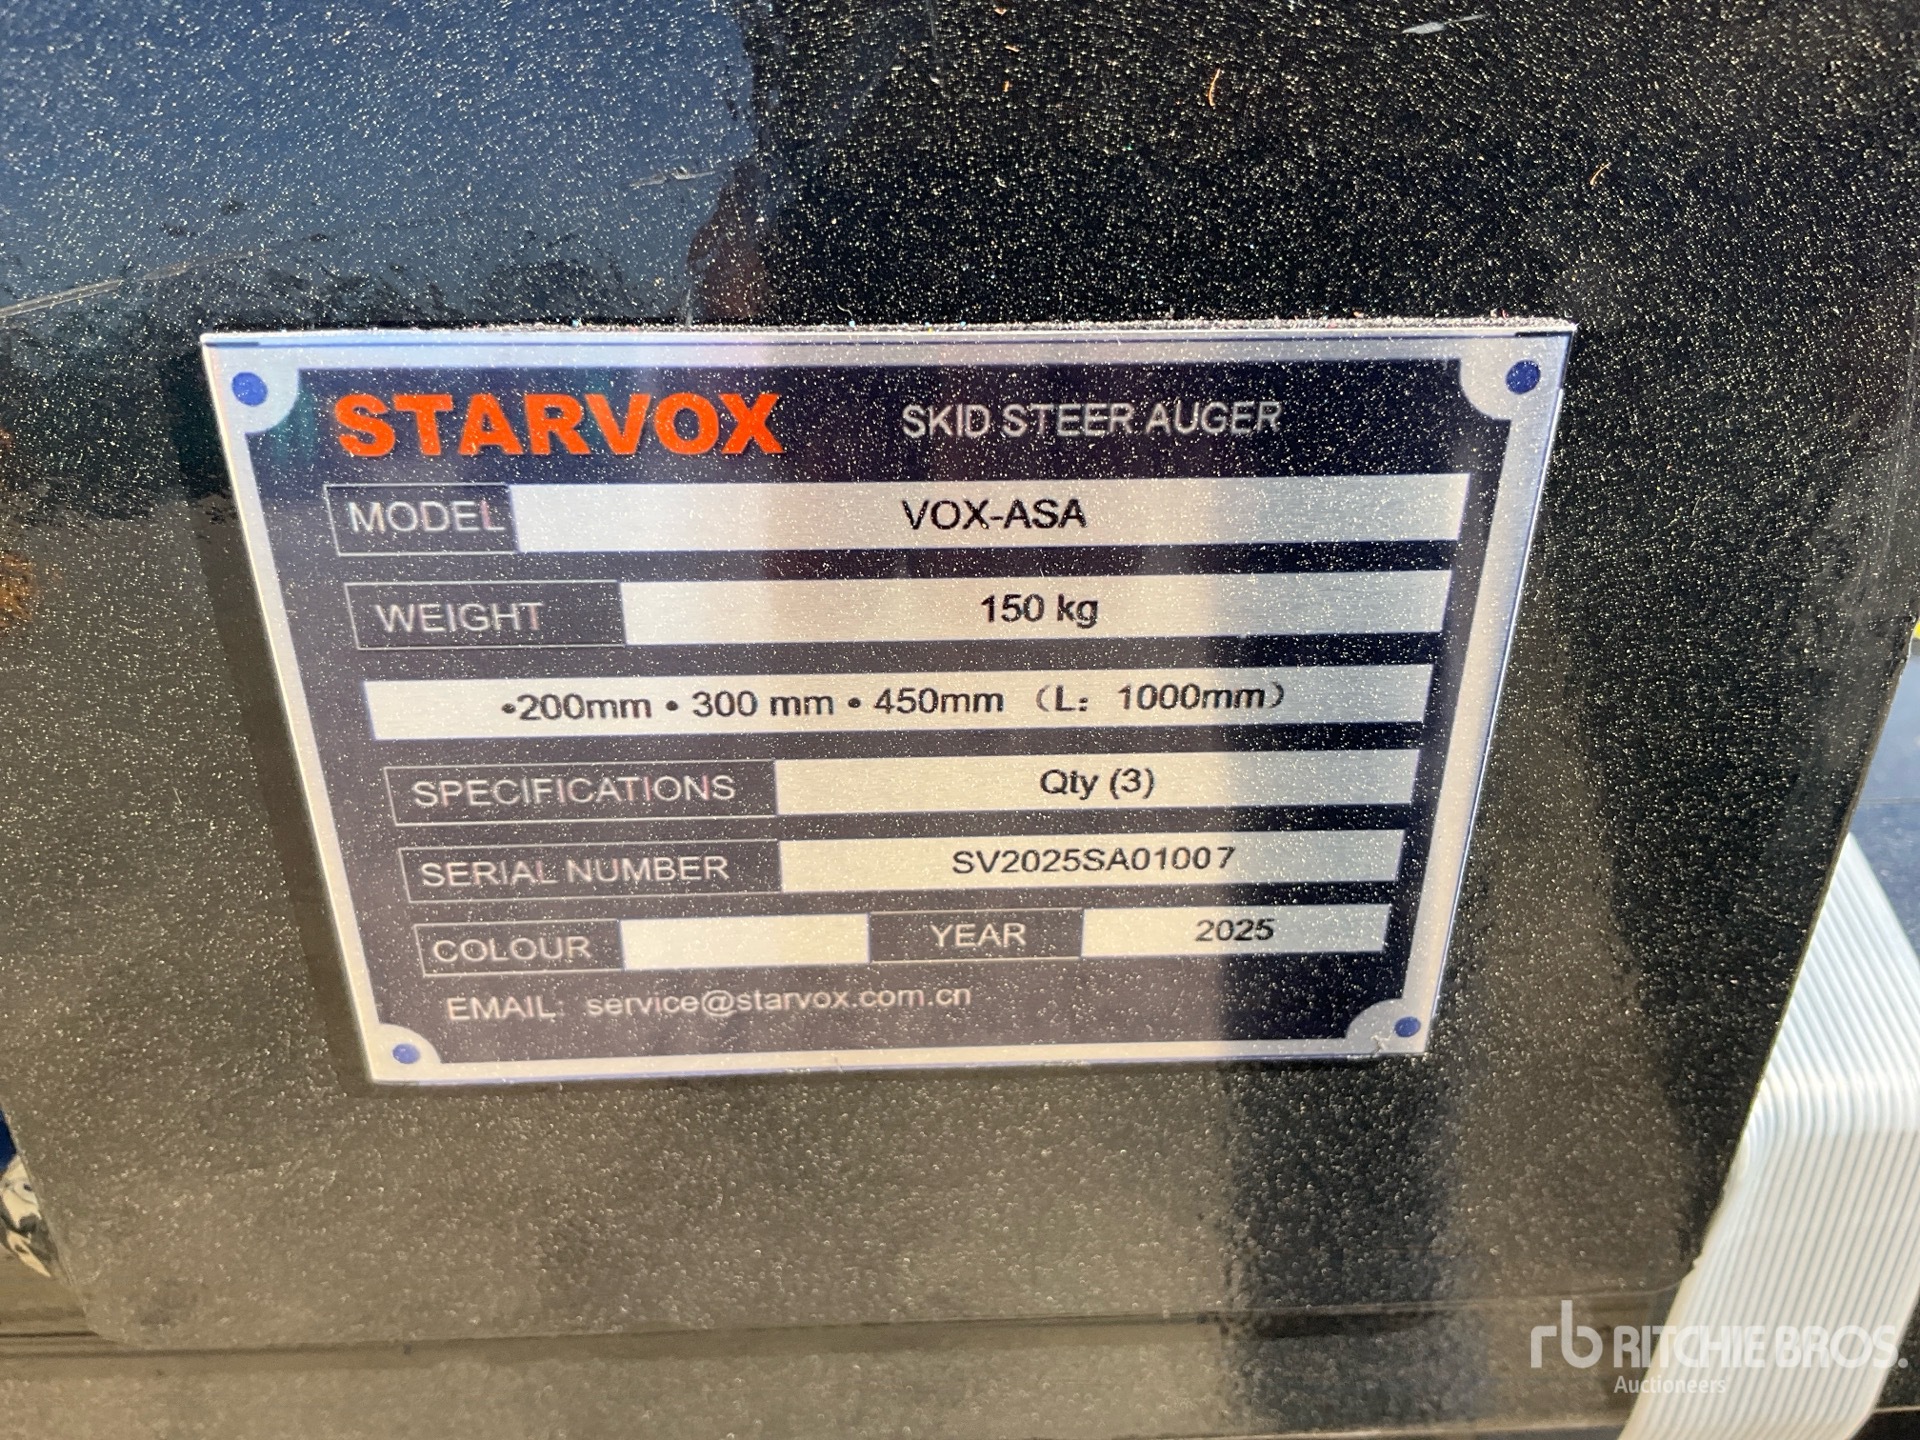 STARVOX SKID STEER AUGER
MODEL VOX-ASA
WEIGHT 150 kg
•200mm • 300 mm • 450mm （L： 1000mm）
SPECIFICATIONS Qty (3)
SERIAL NUMBER SV2025SA01007
COLOUR YEAR 2025
EMAIL: service@starvox.com.cn
rb RITCHIE BROS.
Auctioneers